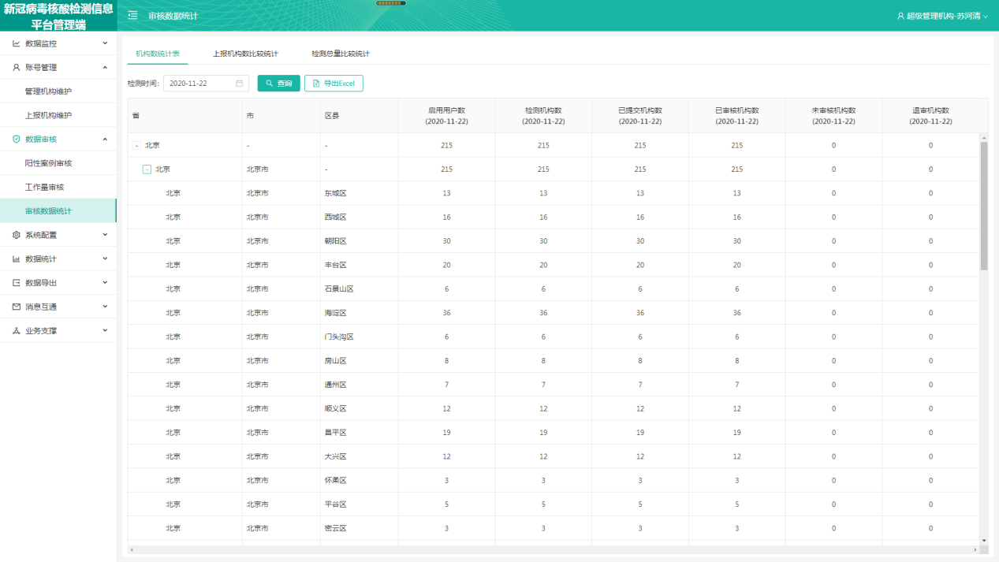 新冠病毒核酸检测信息
平台管理端
审核数据统计
超级管理机构-苏河清
数据监控
账号管理
管理机构维护
上报机构维护
数据审核
阳性案例审核
工作量审核
审核数据统计
系统配置
数据统计
数据导出
消息互通
业务支撑
机构数统计表 上报机构数比较统计 检测总量比较统计
检测时间: 2020-11-22 查询 导出Excel
省 市 区县 启用用户数 (2020-11-22) 检测机构数 (2020-11-22) 已提交机构数 (2020-11-22) 已审核机构数 (2020-11-22) 未审核机构数 (2020-11-22) 退审机构数 (2020-11-22)
- 北京 - - 215 215 215 215 0 0
- 北京 北京市 - 215 215 215 215 0 0
北京 北京市 东城区 13 13 13 13 0 0
北京 北京市 西城区 16 16 16 16 0 0
北京 北京市 朝阳区 30 30 30 30 0 0
北京 北京市 丰台区 20 20 20 20 0 0
北京 北京市 石景山区 6 6 6 6 0 0
北京 北京市 海淀区 36 36 36 36 0 0
北京 北京市 门头沟区 6 6 6 6 0 0
北京 北京市 房山区 8 8 8 8 0 0
北京 北京市 通州区 7 7 7 7 0 0
北京 北京市 顺义区 12 12 12 12 0 0
北京 北京市 昌平区 19 19 19 19 0 0
北京 北京市 大兴区 12 12 12 12 0 0
北京 北京市 怀柔区 3 3 3 3 0 0
北京 北京市 平谷区 5 5 5 5 0 0
北京 北京市 密云区 3 3 3 3 0 0